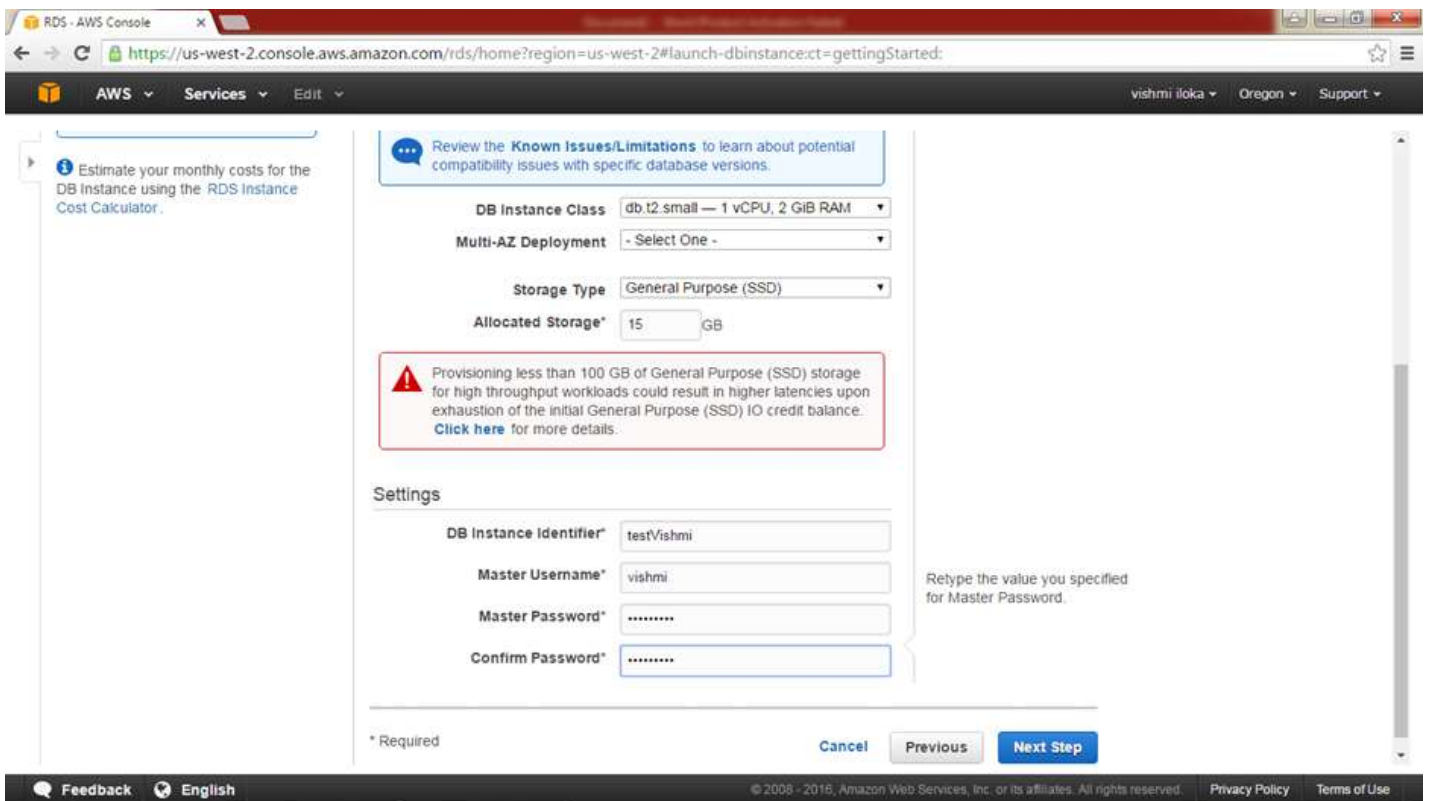 RDS - AWS Console
https://us-west-2.console.aws.amazon.com/rds/home?region=us-west-2#launch-dbinstance:ct=gettingStarted:
AWS Services Edit vishmi iloka Oregon Support
Estimate your monthly costs for the
DB Instance using the RDS Instance
Cost Calculator.
Review the Known Issues/Limitations to learn about potential
compatibility issues with specific database versions.
DB Instance Class db.t2.small — 1 vCPU, 2 GiB RAM
Multi-AZ Deployment - Select One -
Storage Type General Purpose (SSD)
Allocated Storage* 15 GB
Provisioning less than 100 GB of General Purpose (SSD) storage
for high throughput workloads could result in higher latencies upon
exhaustion of the initial General Purpose (SSD) IO credit balance.
Click here for more details.
Settings
DB Instance Identifier* testVishmi
Master Username* vishmi
Master Password* •••••••••
Confirm Password* •••••••••
Retype the value you specified
for Master Password.
* Required
Cancel Previous Next Step
Feedback English © 2008 - 2016, Amazon Web Services, Inc. or its affiliates. All rights reserved. Privacy Policy Terms of Use